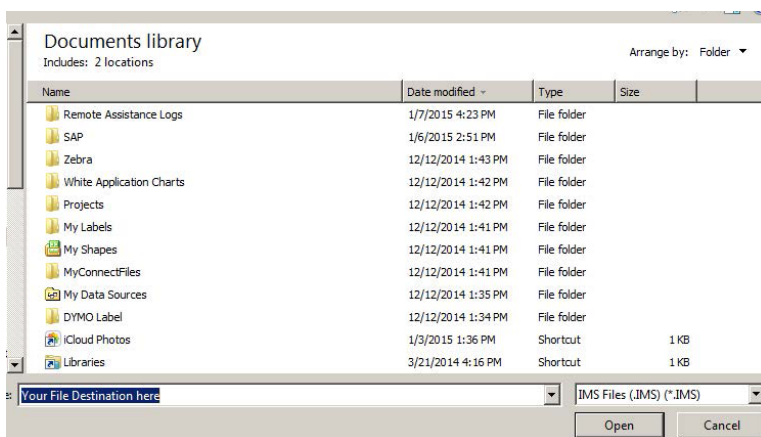 Documents library
Includes: 2 locations
Arrange by: Folder
Name Date modified Type Size
Remote Assistance Logs 1/7/2015 4:23 PM File folder
SAP 1/6/2015 2:51 PM File folder
Zebra 12/12/2014 1:43 PM File folder
White Application Charts 12/12/2014 1:42 PM File folder
Projects 12/12/2014 1:42 PM File folder
My Labels 12/12/2014 1:41 PM File folder
My Shapes 12/12/2014 1:41 PM File folder
MyConnectFiles 12/12/2014 1:41 PM File folder
My Data Sources 12/12/2014 1:35 PM File folder
DYMO Label 12/12/2014 1:34 PM File folder
iCloud Photos 1/3/2015 1:36 PM Shortcut 1 KB
Libraries 3/21/2014 4:16 PM Shortcut 1 KB
Your File Destination here IMS Files (.IMS) (*.IMS)
Open Cancel